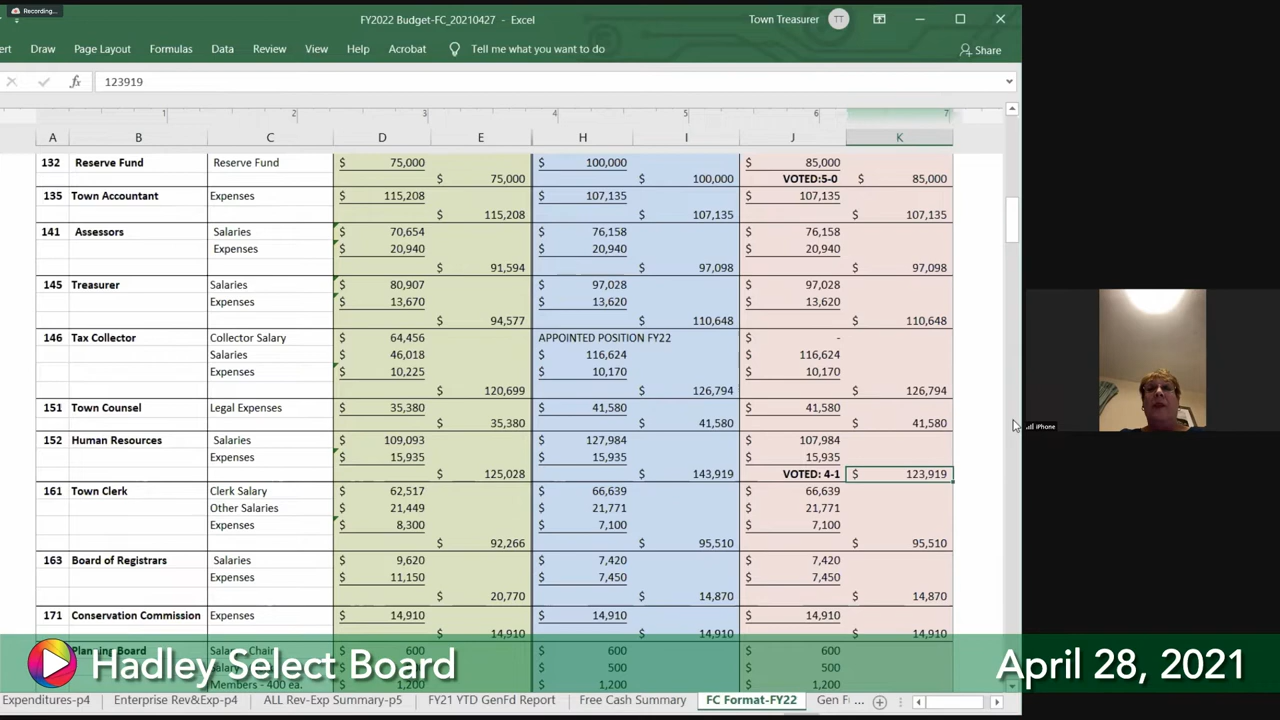 Recording...
FY2022 Budget-FC_20210427 - Excel
Town Treasurer TT
ert Draw Page Layout Formulas Data Review View Help Acrobat Tell me what you want to do Share
fx 123919
1 2 3 4 5 6 7
A B C D E H I J K
132 Reserve Fund Reserve Fund $ 75,000 $ 100,000 $ 85,000
$ 75,000 $ 100,000 VOTED:5-0 $ 85,000
135 Town Accountant Expenses $ 115,208 $ 107,135 $ 107,135
$ 115,208 $ 107,135 $ 107,135
141 Assessors Salaries $ 70,654 $ 76,158 $ 76,158
Expenses $ 20,940 $ 20,940 $ 20,940
$ 91,594 $ 97,098 $ 97,098
145 Treasurer Salaries $ 80,907 $ 97,028 $ 97,028
Expenses $ 13,670 $ 13,620 $ 13,620
$ 94,577 $ 110,648 $ 110,648
146 Tax Collector Collector Salary $ 64,456 APPOINTED POSITION FY22 $ -
Salaries $ 46,018 $ 116,624 $ 116,624
Expenses $ 10,225 $ 10,170 $ 10,170
$ 120,699 $ 126,794 $ 126,794
151 Town Counsel Legal Expenses $ 35,380 $ 41,580 $ 41,580
$ 35,380 $ 41,580 $ 41,580
152 Human Resources Salaries $ 109,093 $ 127,984 $ 107,984
Expenses $ 15,935 $ 15,935 $ 15,935
$ 125,028 $ 143,919 VOTED: 4-1 $ 123,919
161 Town Clerk Clerk Salary $ 62,517 $ 66,639 $ 66,639
Other Salaries $ 21,449 $ 21,771 $ 21,771
Expenses $ 8,300 $ 7,100 $ 7,100
$ 92,266 $ 95,510 $ 95,510
163 Board of Registrars Salaries $ 9,620 $ 7,420 $ 7,420
Expenses $ 11,150 $ 7,450 $ 7,450
$ 20,770 $ 14,870 $ 14,870
171 Conservation Commission Expenses $ 14,910 $ 14,910 $ 14,910
$ 14,910 $ 14,910 $ 14,910
Planning Board $ 600 $ 600 $ 600
$ 500 $ 500
Members - 400 ea. $ 1,200 $ 1,200 $ 1,200
iPhone
Hadley Select Board
April 28, 2021
Expenditures-p4 Enterprise Rev&Exp-p4 ALL Rev-Exp Summary-p5 FY21 YTD GenFd Report Free Cash Summary FC Format-FY22 Gen F ...